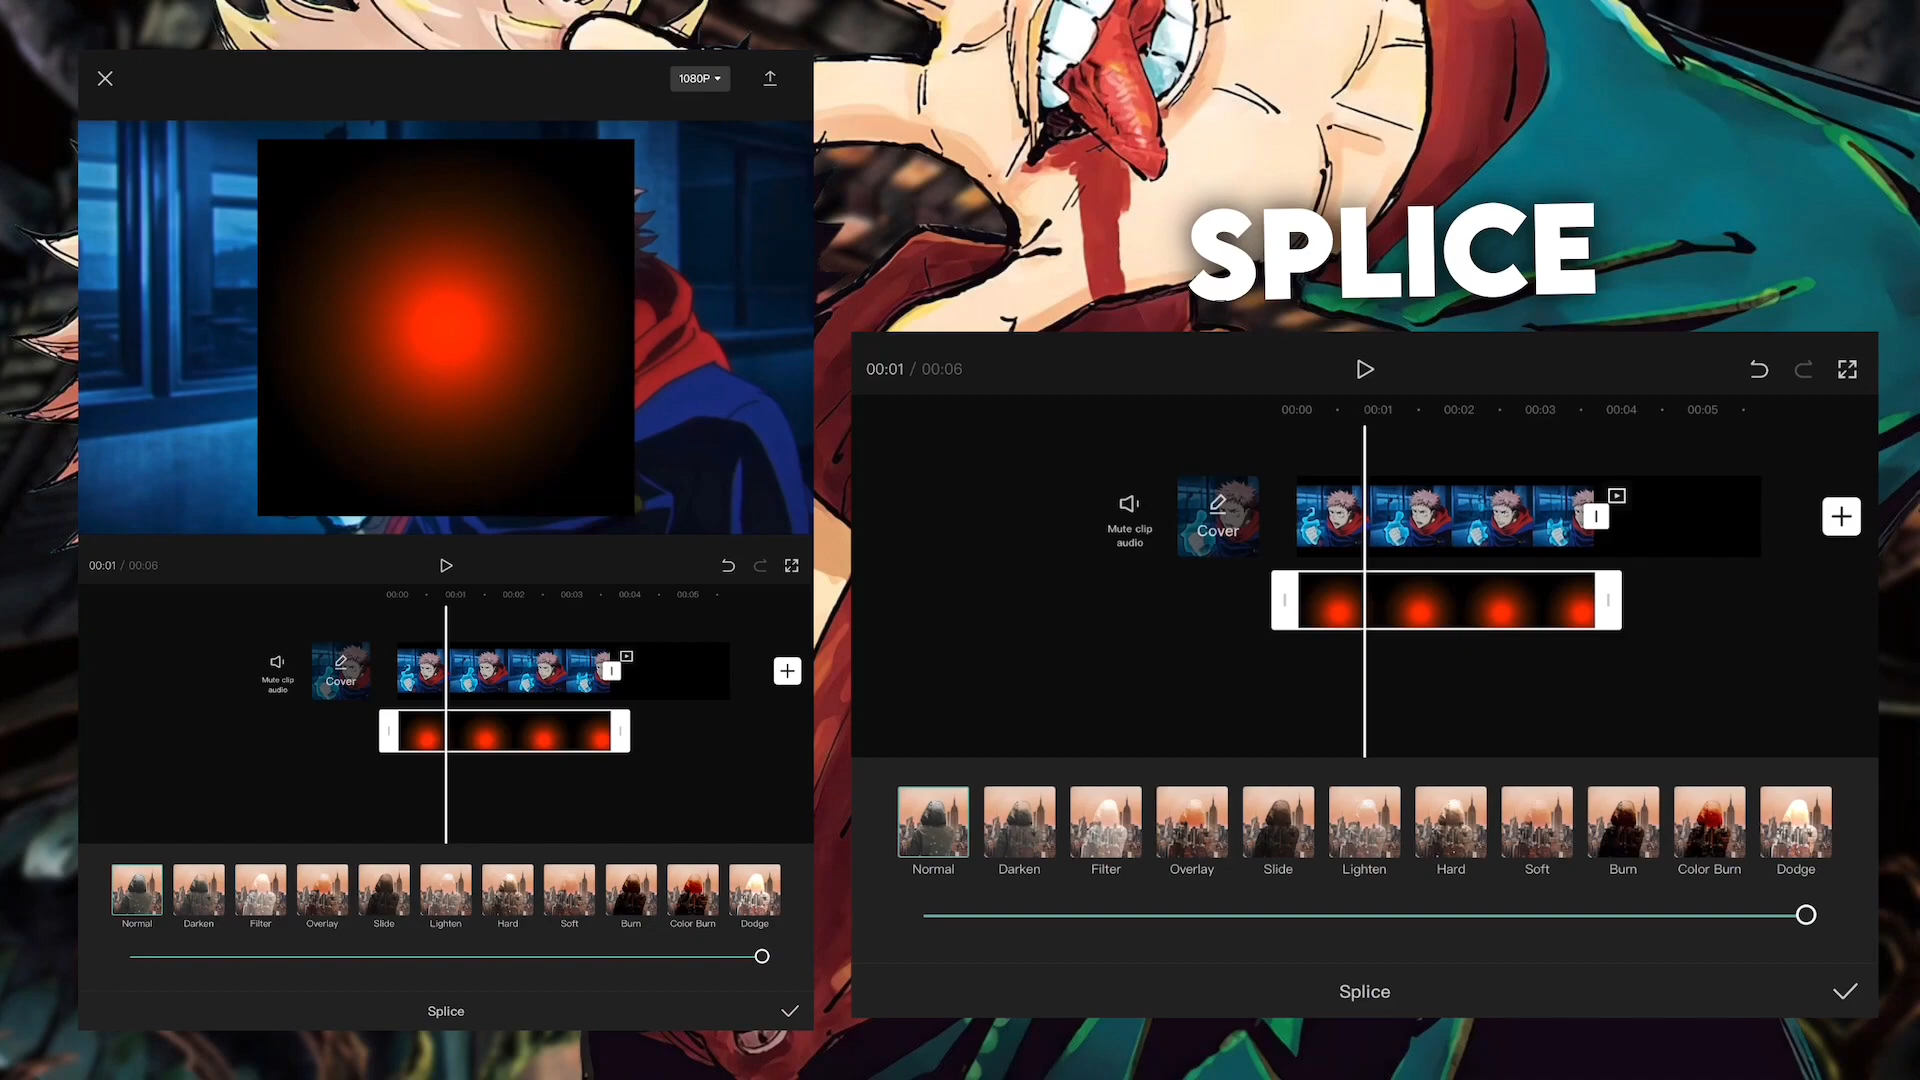 1080P
SPLICE
00:01 / 00:06
00:00 00:01 00:02 00:03 00:04 00:05
Mute clip
audio
Cover
Normal Darken Filter Overlay Slide Lighten Hard Soft Burn Color Burn Dodge
Splice
00:01 / 00:06
00:00 00:01 00:02 00:03 00:04 00:05
Mute clip
audio
Cover
Normal Darken Filter Overlay Slide Lighten Hard Soft Burn Color Burn Dodge
Splice